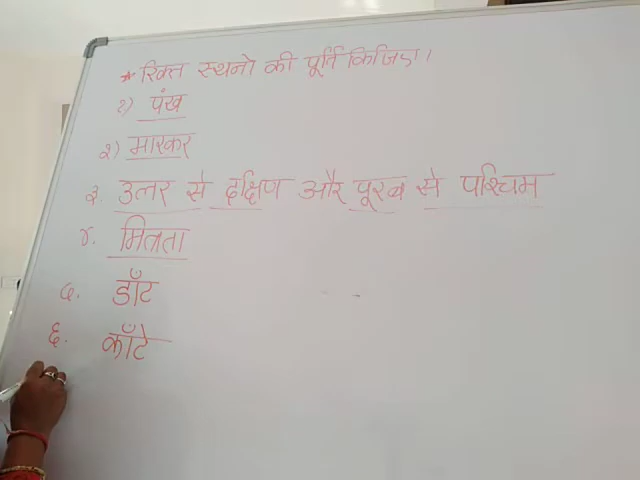 * रिक्त स्थनो की पूर्ति किजिए।
१) पंख
२) मारकर
३. उत्तर से दक्षिण और पूरब से पश्चिम
४. मित्रता
५. डाँट
६. काँटे